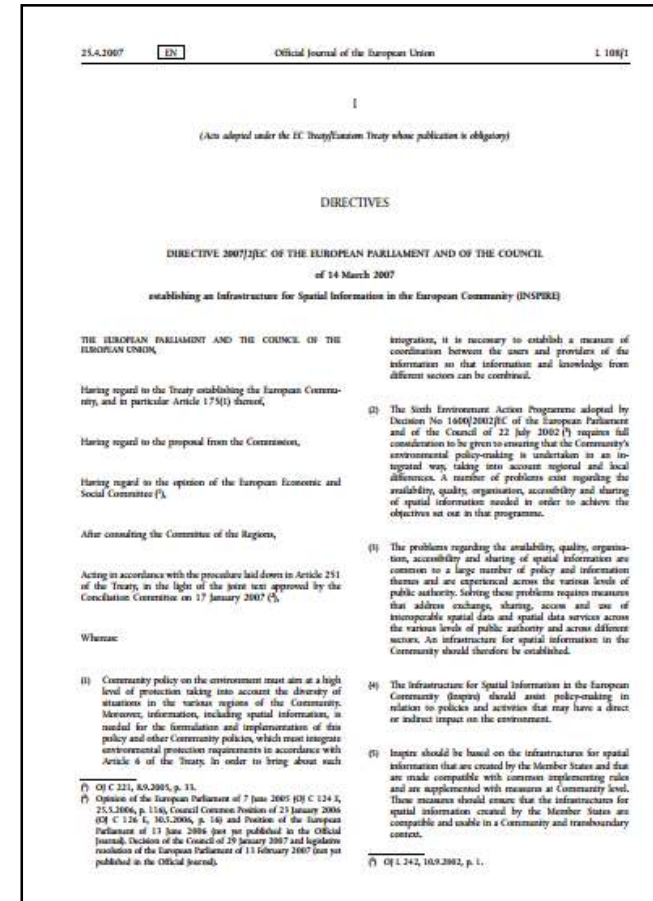 25.4.2007 EN Official Journal of the European Union L 108/1
I
(Acts adopted under the EC Treaty/Euratom Treaty whose publication is obligatory)
DIRECTIVES
DIRECTIVE 2007/2/EC OF THE EUROPEAN PARLIAMENT AND OF THE COUNCIL
of 14 March 2007
establishing an Infrastructure for Spatial Information in the European Community (INSPIRE)
THE EUROPEAN PARLIAMENT AND THE COUNCIL OF THE
EUROPEAN UNION,
Having regard to the Treaty establishing the European Commu-
nity, and in particular Article 175(1) thereof,
Having regard to the proposal from the Commission,
Having regard to the opinion of the European Economic and
Social Committee (1),
After consulting the Committee of the Regions,
Acting in accordance with the procedure laid down in Article 251
of the Treaty, in the light of the joint text approved by the
Conciliation Committee on 17 January 2007 (2),
Whereas:
(1) Community policy on the environment must aim at a high
level of protection taking into account the diversity of
situations in the various regions of the Community.
Moreover, information, including spatial information, is
needed for the formulation and implementation of this
policy and other Community policies, which must integrate
environmental protection requirements in accordance with
Article 6 of the Treaty. In order to bring about such
(1) OJ C 221, 8.9.2005, p. 33.
(2) Opinion of the European Parliament of 7 June 2005 (OJ C 124 E,
25.5.2006, p. 116), Council Common Position of 23 January 2006
(OJ C 126 E, 30.5.2006, p. 16) and Position of the European
Parliament of 13 June 2006 (not yet published in the Official
Journal). Decision of the Council of 29 January 2007 and legislative
resolution of the European Parliament of 13 February 2007 (not yet
published in the Official Journal).
integration, it is necessary to establish a measure of
coordination between the users and providers of the
information so that information and knowledge from
different sectors can be combined.
(2) The Sixth Environment Action Programme adopted by
Decision No 1600/2002/EC of the European Parliament
and of the Council of 22 July 2002 (3) requires full
consideration to be given to ensuring that the Community's
environmental policy-making is undertaken in an in-
tegrated way, taking into account regional and local
differences. A number of problems exist regarding the
availability, quality, organisation, accessibility and sharing
of spatial information needed in order to achieve the
objectives set out in that programme.
(3) The problems regarding the availability, quality, organisa-
tion, accessibility and sharing of spatial information are
common to a large number of policy and information
themes and are experienced across the various levels of
public authority. Solving these problems requires measures
that address exchange, sharing, access and use of
interoperable spatial data and spatial data services across
the various levels of public authority and across different
sectors. An infrastructure for spatial information in the
Community should therefore be established.
(4) The Infrastructure for Spatial Information in the European
Community (Inspire) should assist policy-making in
relation to policies and activities that may have a direct
or indirect impact on the environment.
(5) Inspire should be based on the infrastructures for spatial
information that are created by the Member States and that
are made compatible with common implementing rules
and are supplemented with measures at Community level.
These measures should ensure that the infrastructures for
spatial information created by the Member States are
compatible and usable in a Community and transboundary
context.
(3) OJ L 242, 10.9.2002, p. 1.